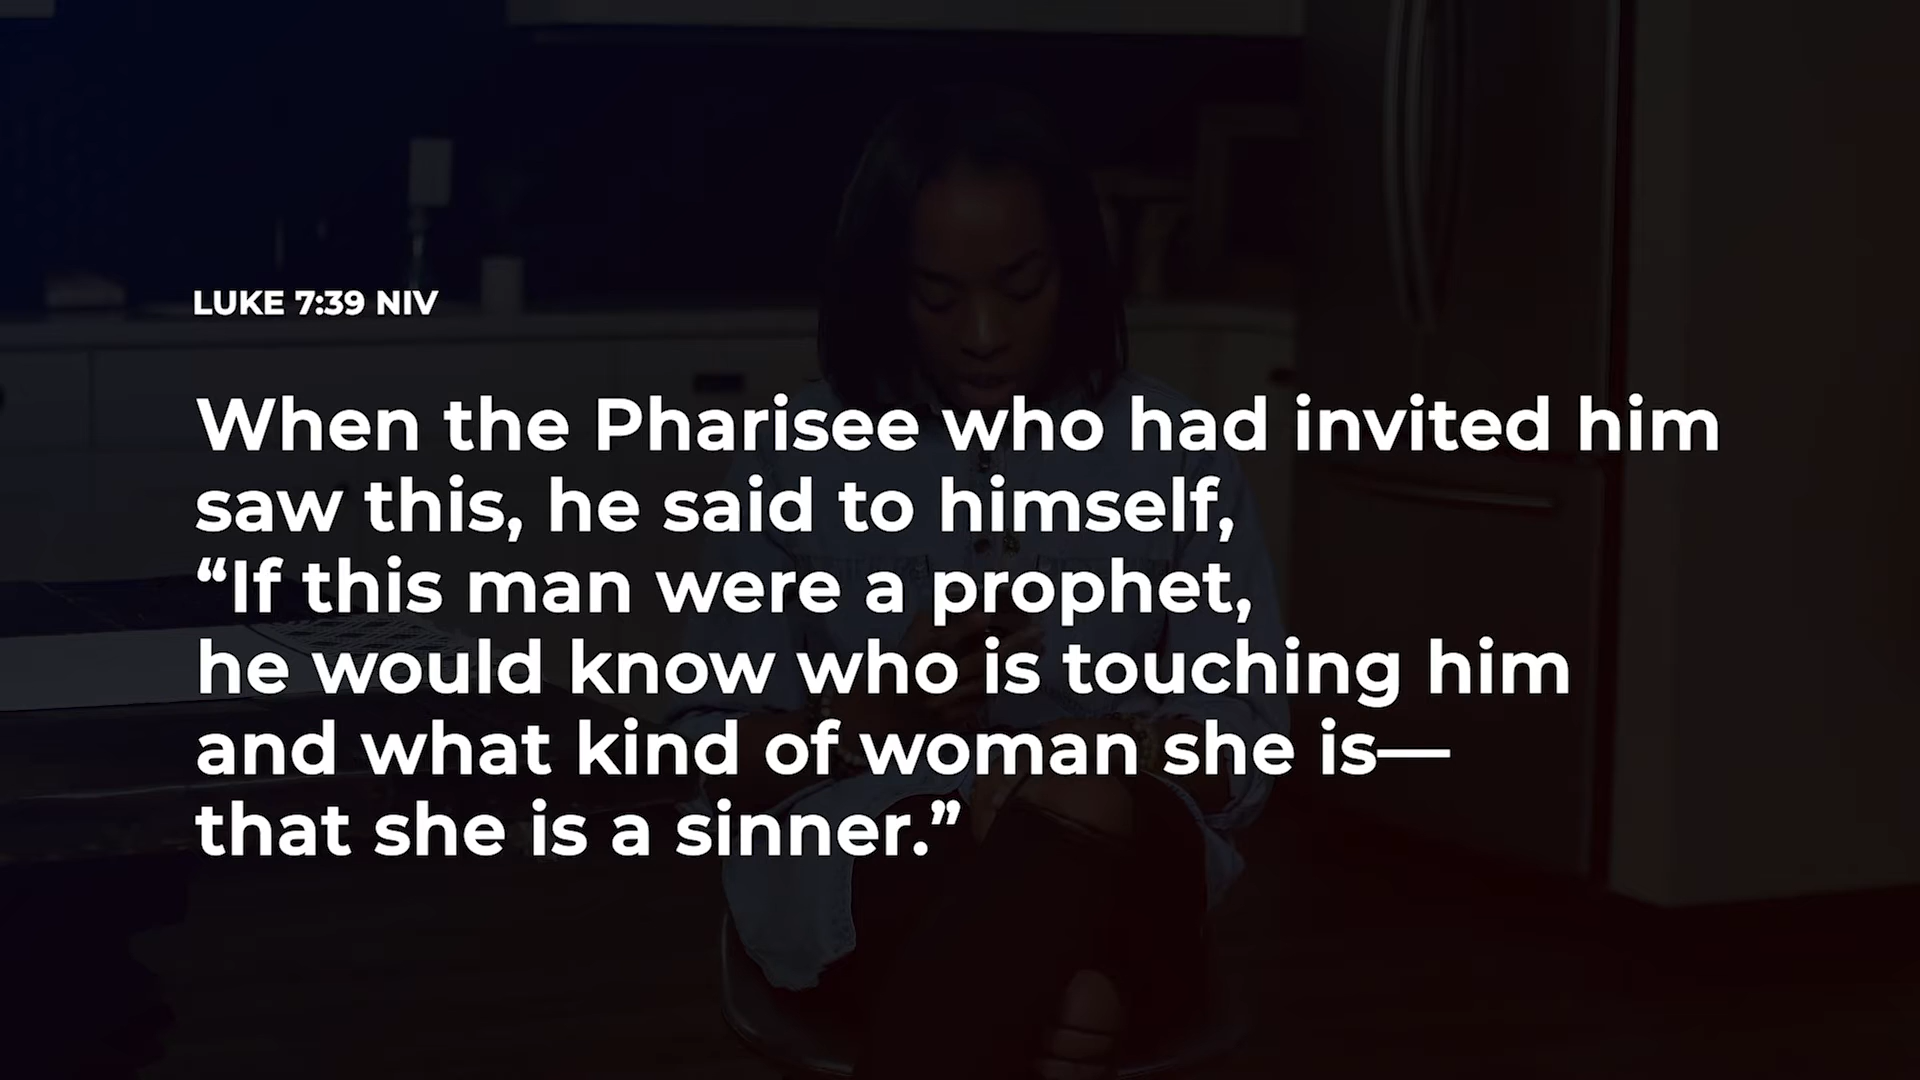 LUKE 7:39 NIV
When the Pharisee who had invited him
saw this, he said to himself,
“If this man were a prophet,
he would know who is touching him
and what kind of woman she is—
that she is a sinner.”